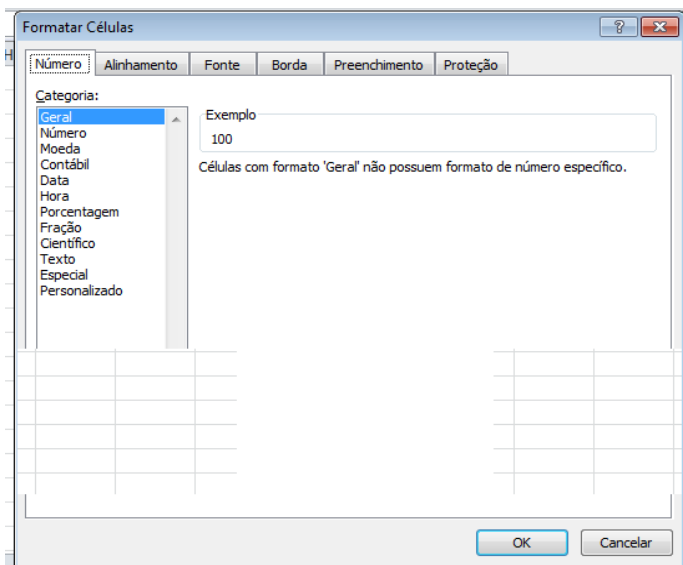 Formatar Células
H
Número Alinhamento Fonte Borda Preenchimento Proteção
Categoria:
Geral
Número
Moeda
Contábil
Data
Hora
Porcentagem
Fração
Científico
Texto
Especial
Personalizado
Exemplo
100
Células com formato 'Geral' não possuem formato de número específico.
OK Cancelar